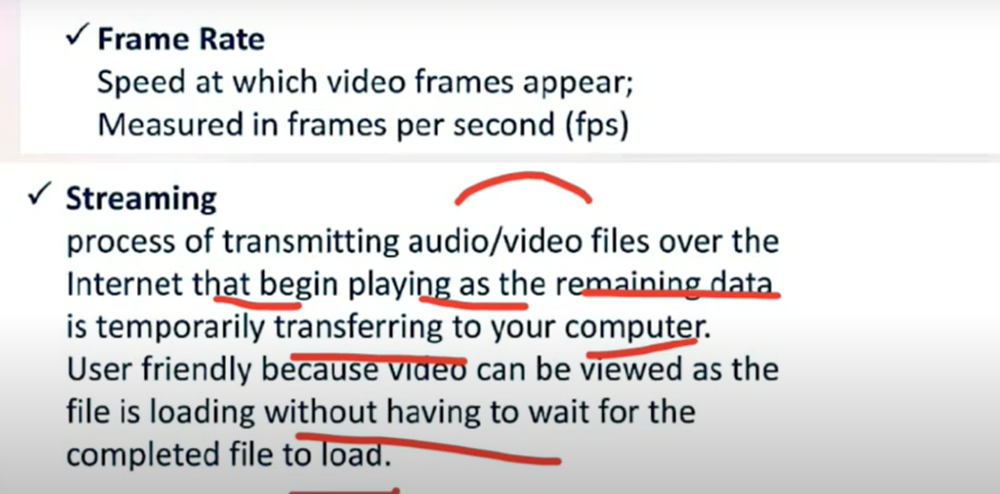 ✓ Frame Rate
Speed at which video frames appear;
Measured in frames per second (fps)
✓ Streaming
process of transmitting audio/video files over the
Internet that begin playing as the remaining data
is temporarily transferring to your computer.
User friendly because video can be viewed as the
file is loading without having to wait for the
completed file to load.